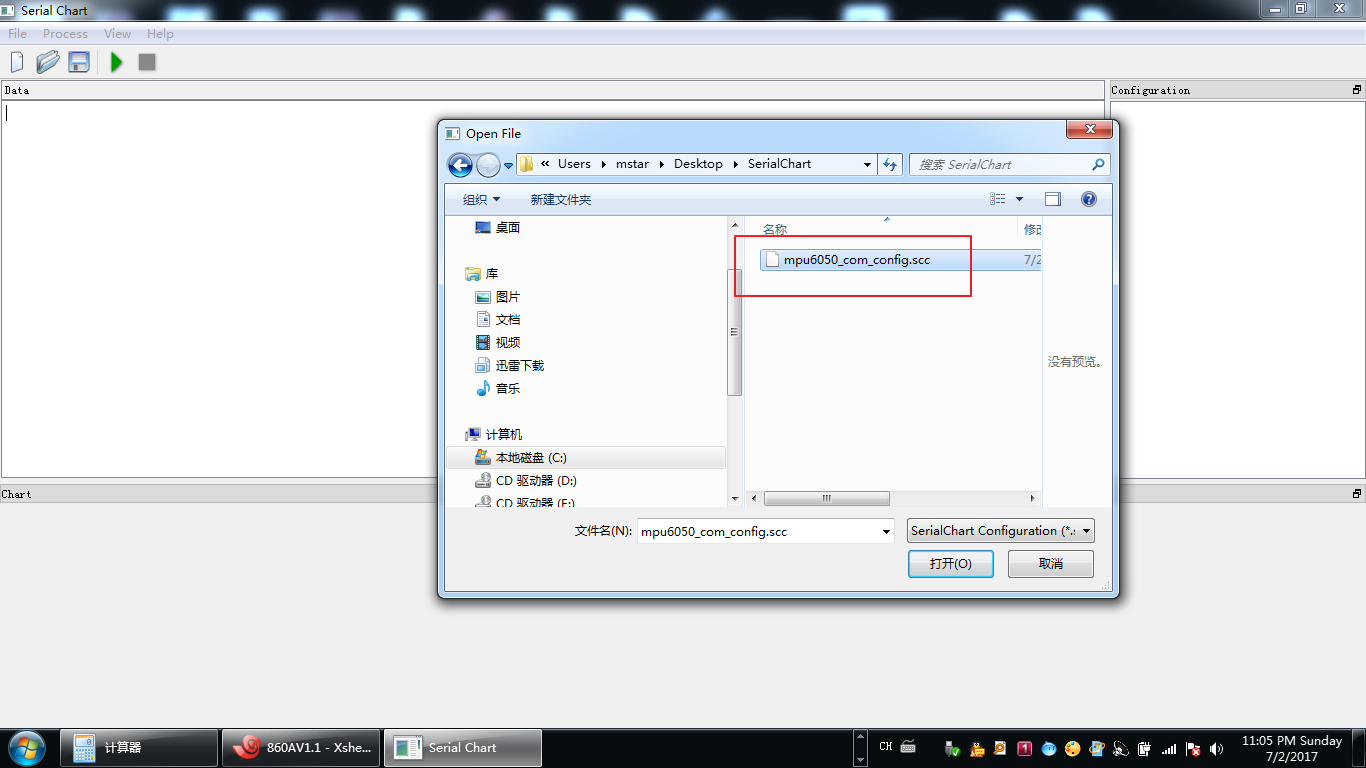 Serial Chart
File Process View Help
Data
Configuration
Open File
« Users mstar Desktop SerialChart
搜索 SerialChart
组织 新建文件夹
桌面
库
图片
文档
视频
迅雷下载
音乐
计算机
本地磁盘 (C:)
CD 驱动器 (D:)
CD 驱动器 (F:)
名称
mpu6050_com_config.scc
7/2
没有预览。
文件名(N): mpu6050_com_config.scc
SerialChart Configuration (*.s
打开(O) 取消
Chart
计算器
860AV1.1 - Xshe...
Serial Chart
CH
11:05 PM Sunday
7/2/2017